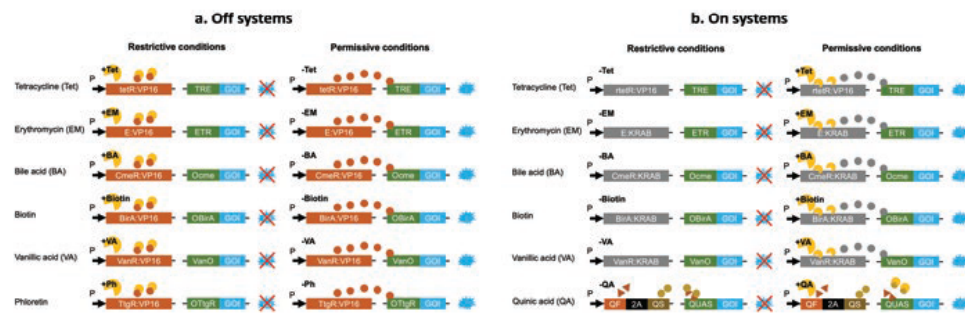 a. Off systems
Restrictive conditions Permissive conditions
Tetracycline (Tet) P +Tet tetR:VP16 TRE GOI P -Tet tetR:VP16 TRE GOI
Erythromycin (EM) P +EM E:VP16 ETR GOI P -EM E:VP16 ETR GOI
Bile acid (BA) P +BA CmeR:VP16 Ocme GOI P -BA CmeR:VP16 Ocme GOI
Biotin P +Biotin BirA:VP16 OBirA GOI P -Biotin BirA:VP16 OBirA GOI
Vanillic acid (VA) P +VA VanR:VP16 VanO GOI P -VA VanR:VP16 VanO GOI
Phloretin P +Ph TtgR:VP16 OTtgR GOI P -Ph TtgR:VP16 OTtgR GOI
b. On systems
Restrictive conditions Permissive conditions
Tetracycline (Tet) P -Tet rtetR:VP16 TRE GOI P +Tet rtetR:VP16 TRE GOI
Erythromycin (EM) P -EM E:KRAB ETR GOI P +EM E:KRAB ETR GOI
Bile acid (BA) P -BA CmeR:KRAB Ocme GOI P +BA CmeR:KRAB Ocme GOI
Biotin P -Biotin BirA:KRAB OBirA GOI P +Biotin BirA:KRAB OBirA GOI
Vanillic acid (VA) P -VA VanR:KRAB VanO GOI P +VA VanR:KRAB VanO GOI
Quinic acid (QA) P -QA QF 2A QS QUAS GOI P +QA QF 2A QS QUAS GOI